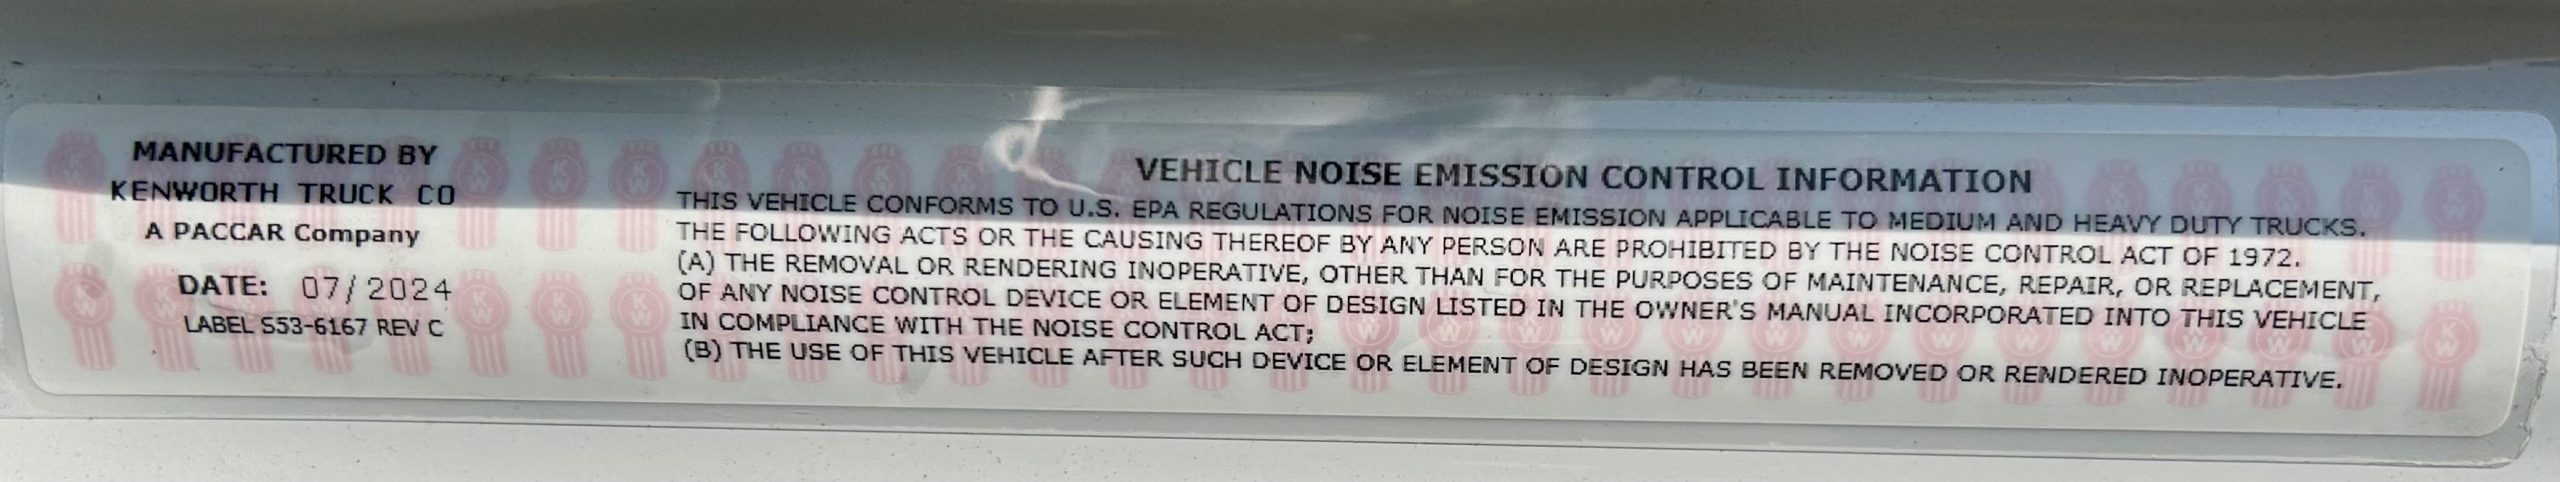 MANUFACTURED BY
KENWORTH TRUCK CO
A PACCAR Company
DATE: 07/2024
LABEL S53-6167 REV C
VEHICLE NOISE EMISSION CONTROL INFORMATION
THIS VEHICLE CONFORMS TO U.S. EPA REGULATIONS FOR NOISE EMISSION APPLICABLE TO MEDIUM AND HEAVY DUTY TRUCKS.
THE FOLLOWING ACTS OR THE CAUSING THEREOF BY ANY PERSON ARE PROHIBITED BY THE NOISE CONTROL ACT OF 1972.
(A) THE REMOVAL OR RENDERING INOPERATIVE, OTHER THAN FOR THE PURPOSES OF MAINTENANCE, REPAIR, OR REPLACEMENT,
OF ANY NOISE CONTROL DEVICE OR ELEMENT OF DESIGN LISTED IN THE OWNER'S MANUAL INCORPORATED INTO THIS VEHICLE
IN COMPLIANCE WITH THE NOISE CONTROL ACT;
(B) THE USE OF THIS VEHICLE AFTER SUCH DEVICE OR ELEMENT OF DESIGN HAS BEEN REMOVED OR RENDERED INOPERATIVE.